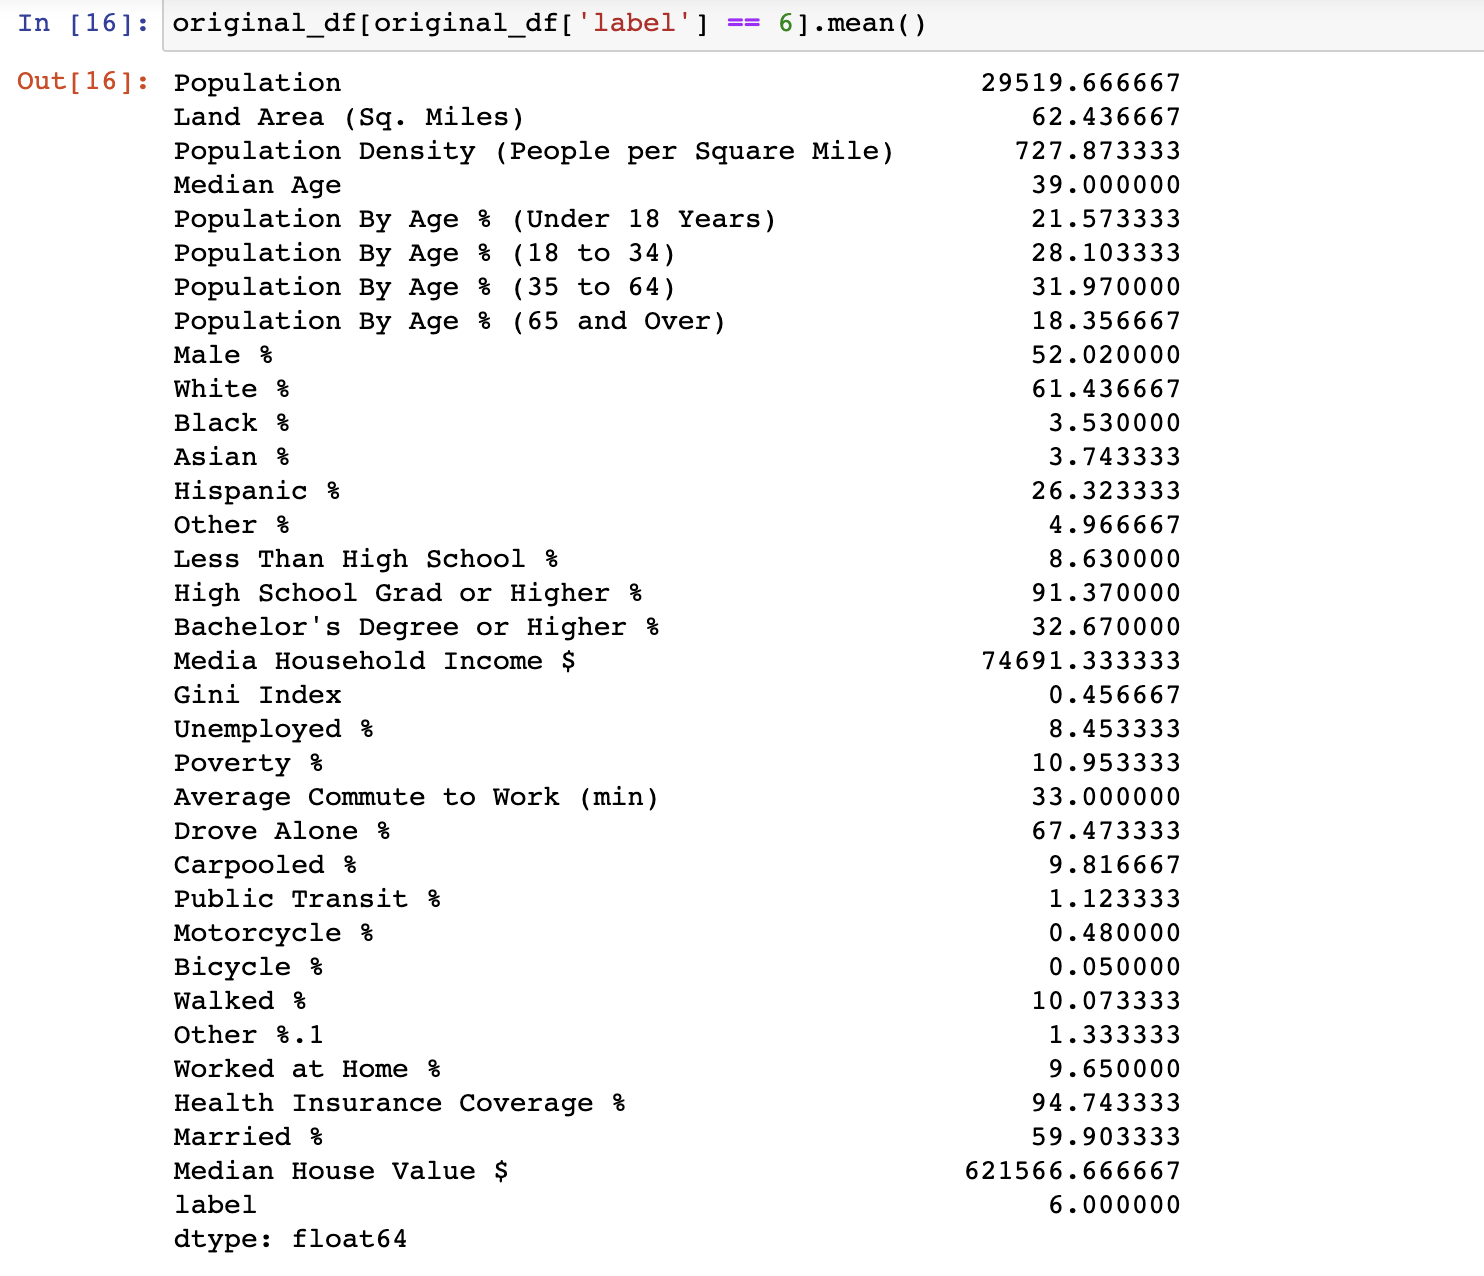 In [16]: original_df[original_df['label'] == 6].mean()
Out[16]: Population 29519.666667
Land Area (Sq. Miles) 62.436667
Population Density (People per Square Mile) 727.873333
Median Age 39.000000
Population By Age % (Under 18 Years) 21.573333
Population By Age % (18 to 34) 28.103333
Population By Age % (35 to 64) 31.970000
Population By Age % (65 and Over) 18.356667
Male % 52.020000
White % 61.436667
Black % 3.530000
Asian % 3.743333
Hispanic % 26.323333
Other % 4.966667
Less Than High School % 8.630000
High School Grad or Higher % 91.370000
Bachelor's Degree or Higher % 32.670000
Media Household Income $ 74691.333333
Gini Index 0.456667
Unemployed % 8.453333
Poverty % 10.953333
Average Commute to Work (min) 33.000000
Drove Alone % 67.473333
Carpooled % 9.816667
Public Transit % 1.123333
Motorcycle % 0.480000
Bicycle % 0.050000
Walked % 10.073333
Other %.1 1.333333
Worked at Home % 9.650000
Health Insurance Coverage % 94.743333
Married % 59.903333
Median House Value $ 621566.666667
label 6.000000
dtype: float64